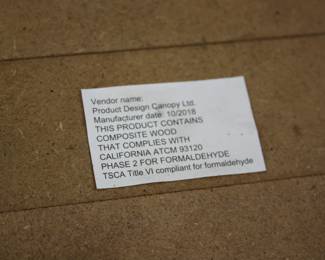 Vendor name:
Product Design Canopy Ltd.
Manufacturer date: 10/2018
THIS PRODUCT CONTAINS
COMPOSITE WOOD
THAT COMPLIES WITH
CALIFORNIA ATCM 93120
PHASE 2 FOR FORMALDEHYDE
TSCA Title VI compliant for formaldehyde